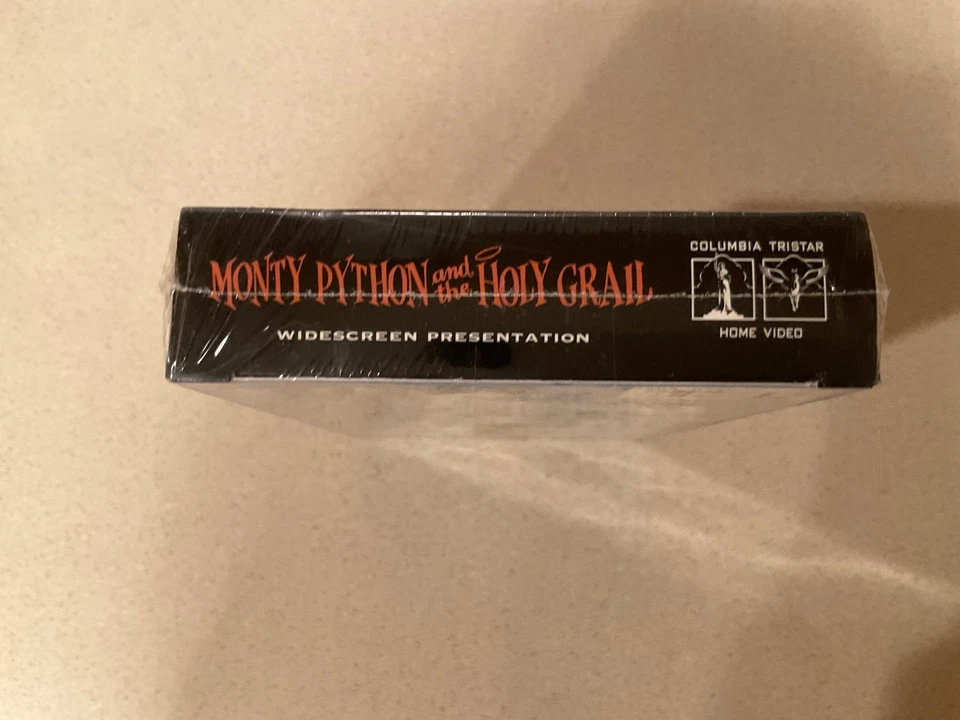 MONTY PYTHON and the HOLY GRAIL
WIDESCREEN PRESENTATION
COLUMBIA TRISTAR
HOME VIDEO